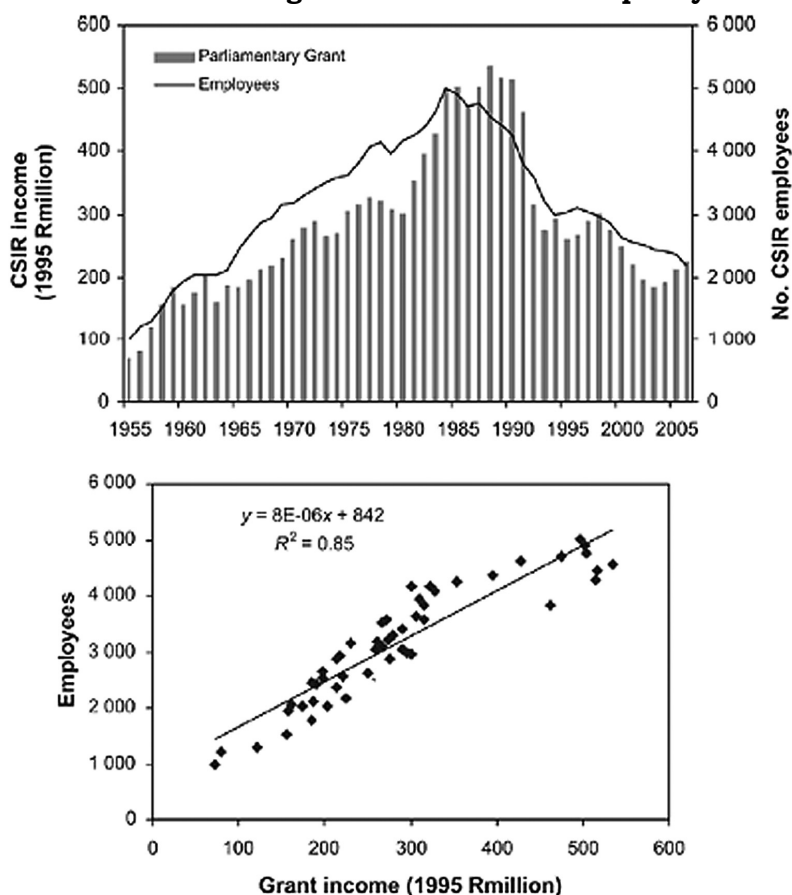 600
500
400
300
200
100
0
CSIR income
(1995 Rmillion)
Parliamentary Grant
Employees
6 000
5 000
4 000
3 000
2 000
1 000
0
No. CSIR employees
1955 1960 1965 1970 1975 1980 1985 1990 1995 2000 2005
6 000
5 000
4 000
3 000
2 000
1 000
0
Employees
y = 8E-06x + 842
R² = 0.85
0 100 200 300 400 500 600
Grant income (1995 Rmillion)